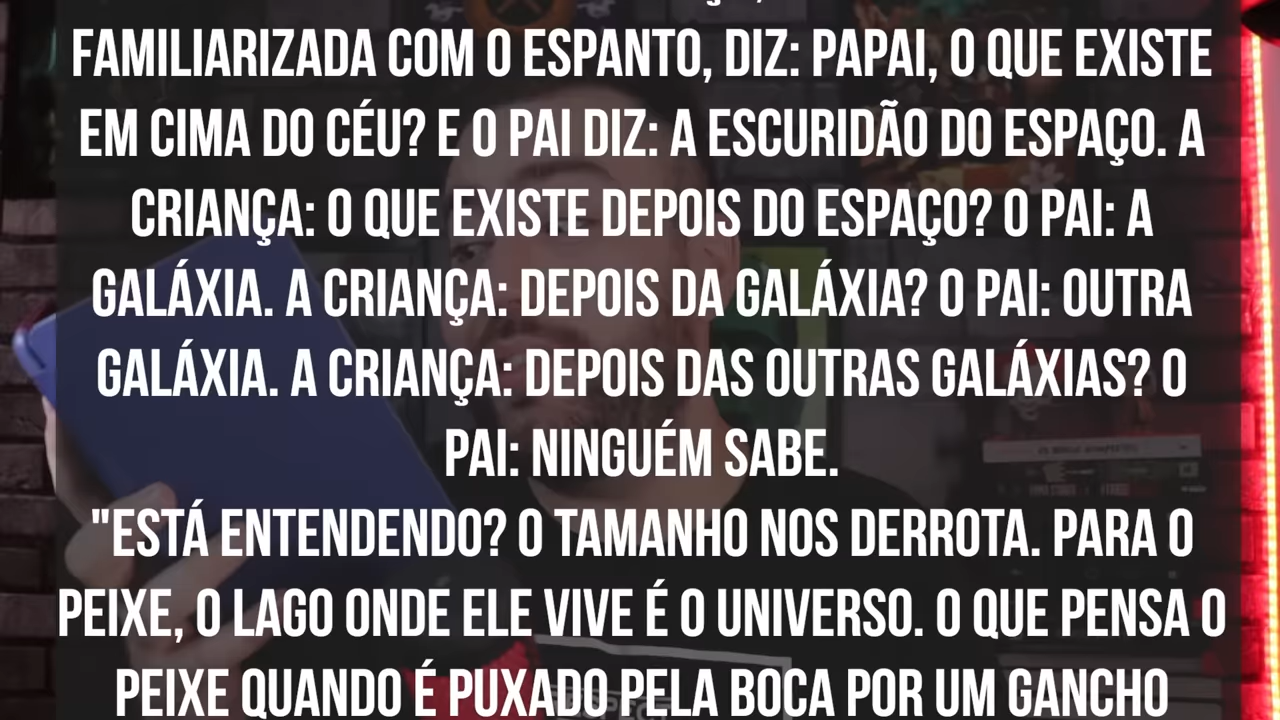 FAMILIARIZADA COM O ESPANTO, DIZ: PAPAI, O QUE EXISTE
EM CIMA DO CÉU? E O PAI DIZ: A ESCURIDÃO DO ESPAÇO. A
CRIANÇA: O QUE EXISTE DEPOIS DO ESPAÇO? O PAI: A
GALÁXIA. A CRIANÇA: DEPOIS DA GALÁXIA? O PAI: OUTRA
GALÁXIA. A CRIANÇA: DEPOIS DAS OUTRAS GALÁXIAS? O
PAI: NINGUÉM SABE.
"ESTÁ ENTENDENDO? O TAMANHO NOS DERROTA. PARA O
PEIXE, O LAGO ONDE ELE VIVE É O UNIVERSO. O QUE PENSA O
PEIXE QUANDO É PUXADO PELA BOCA POR UM GANCHO